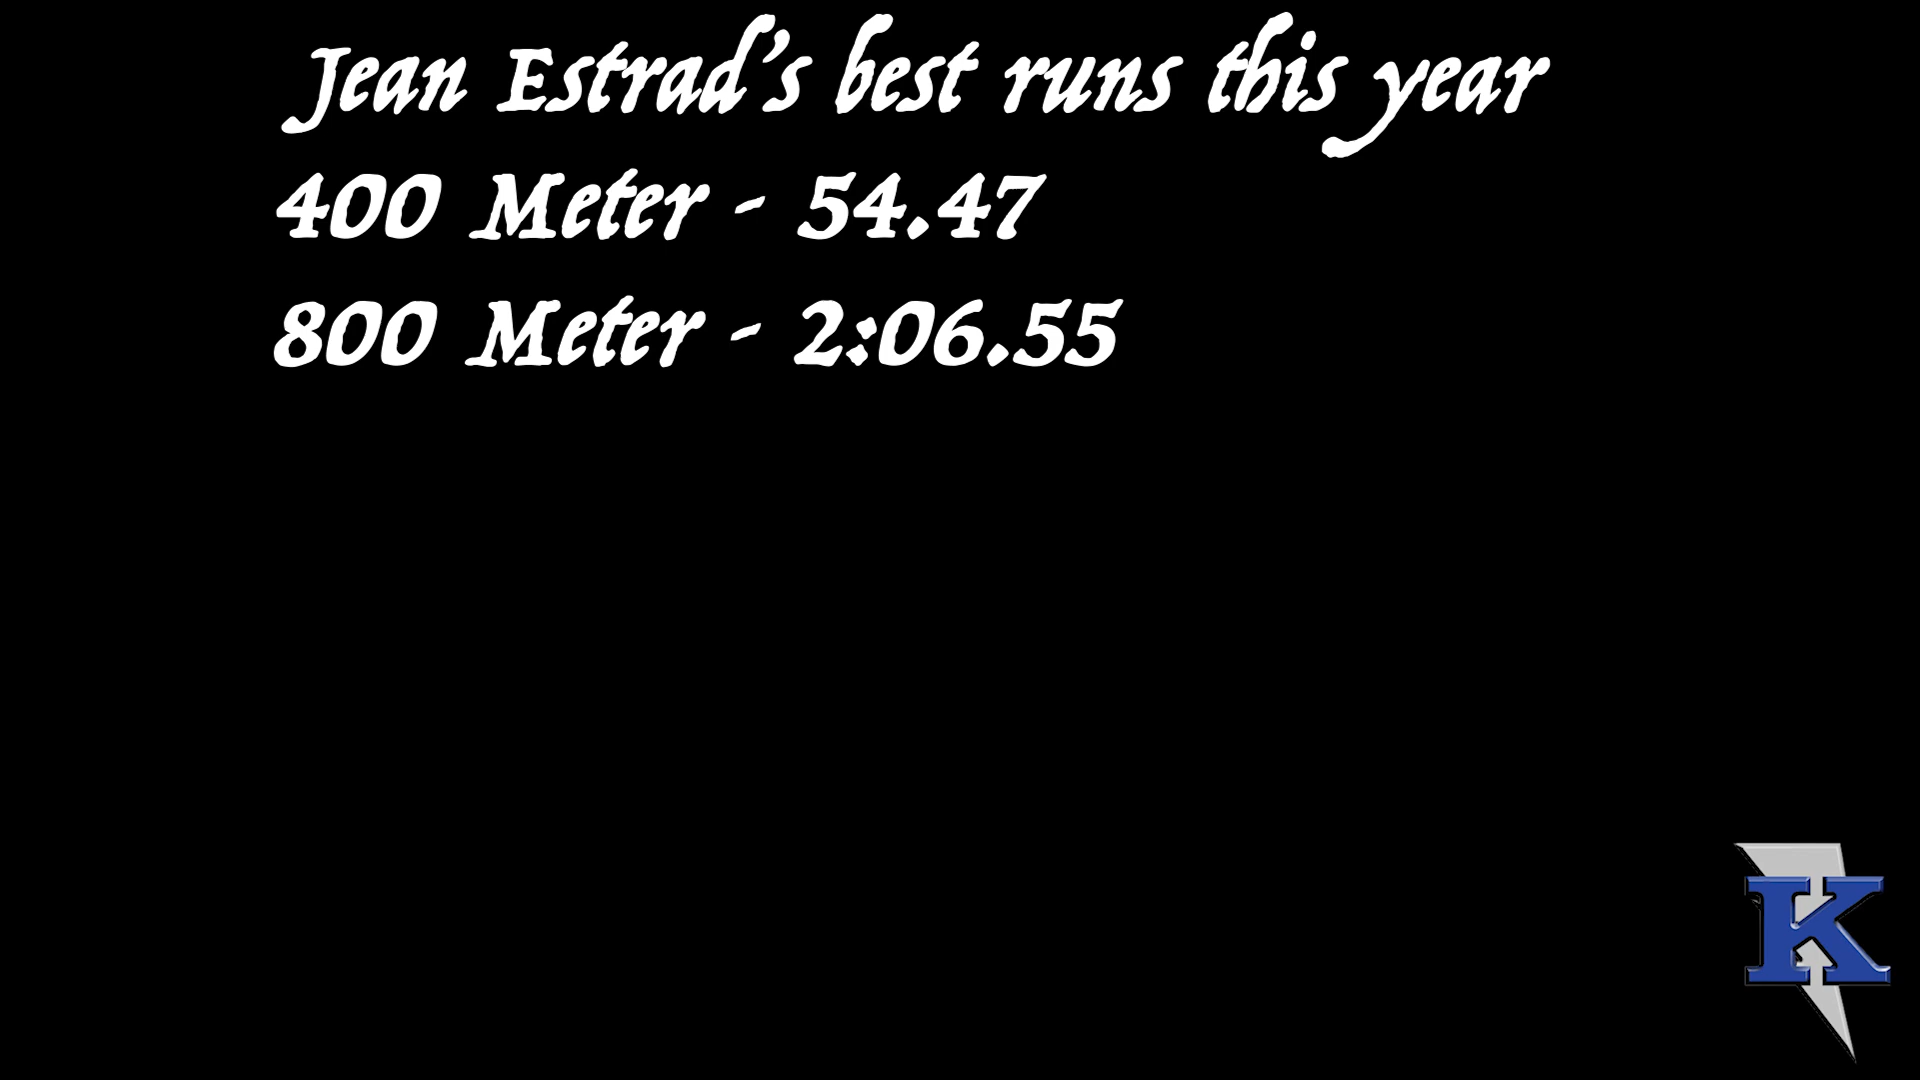 Jean Estrad's best runs this year
400 Meter - 54.47
800 Meter - 2:06.55
K